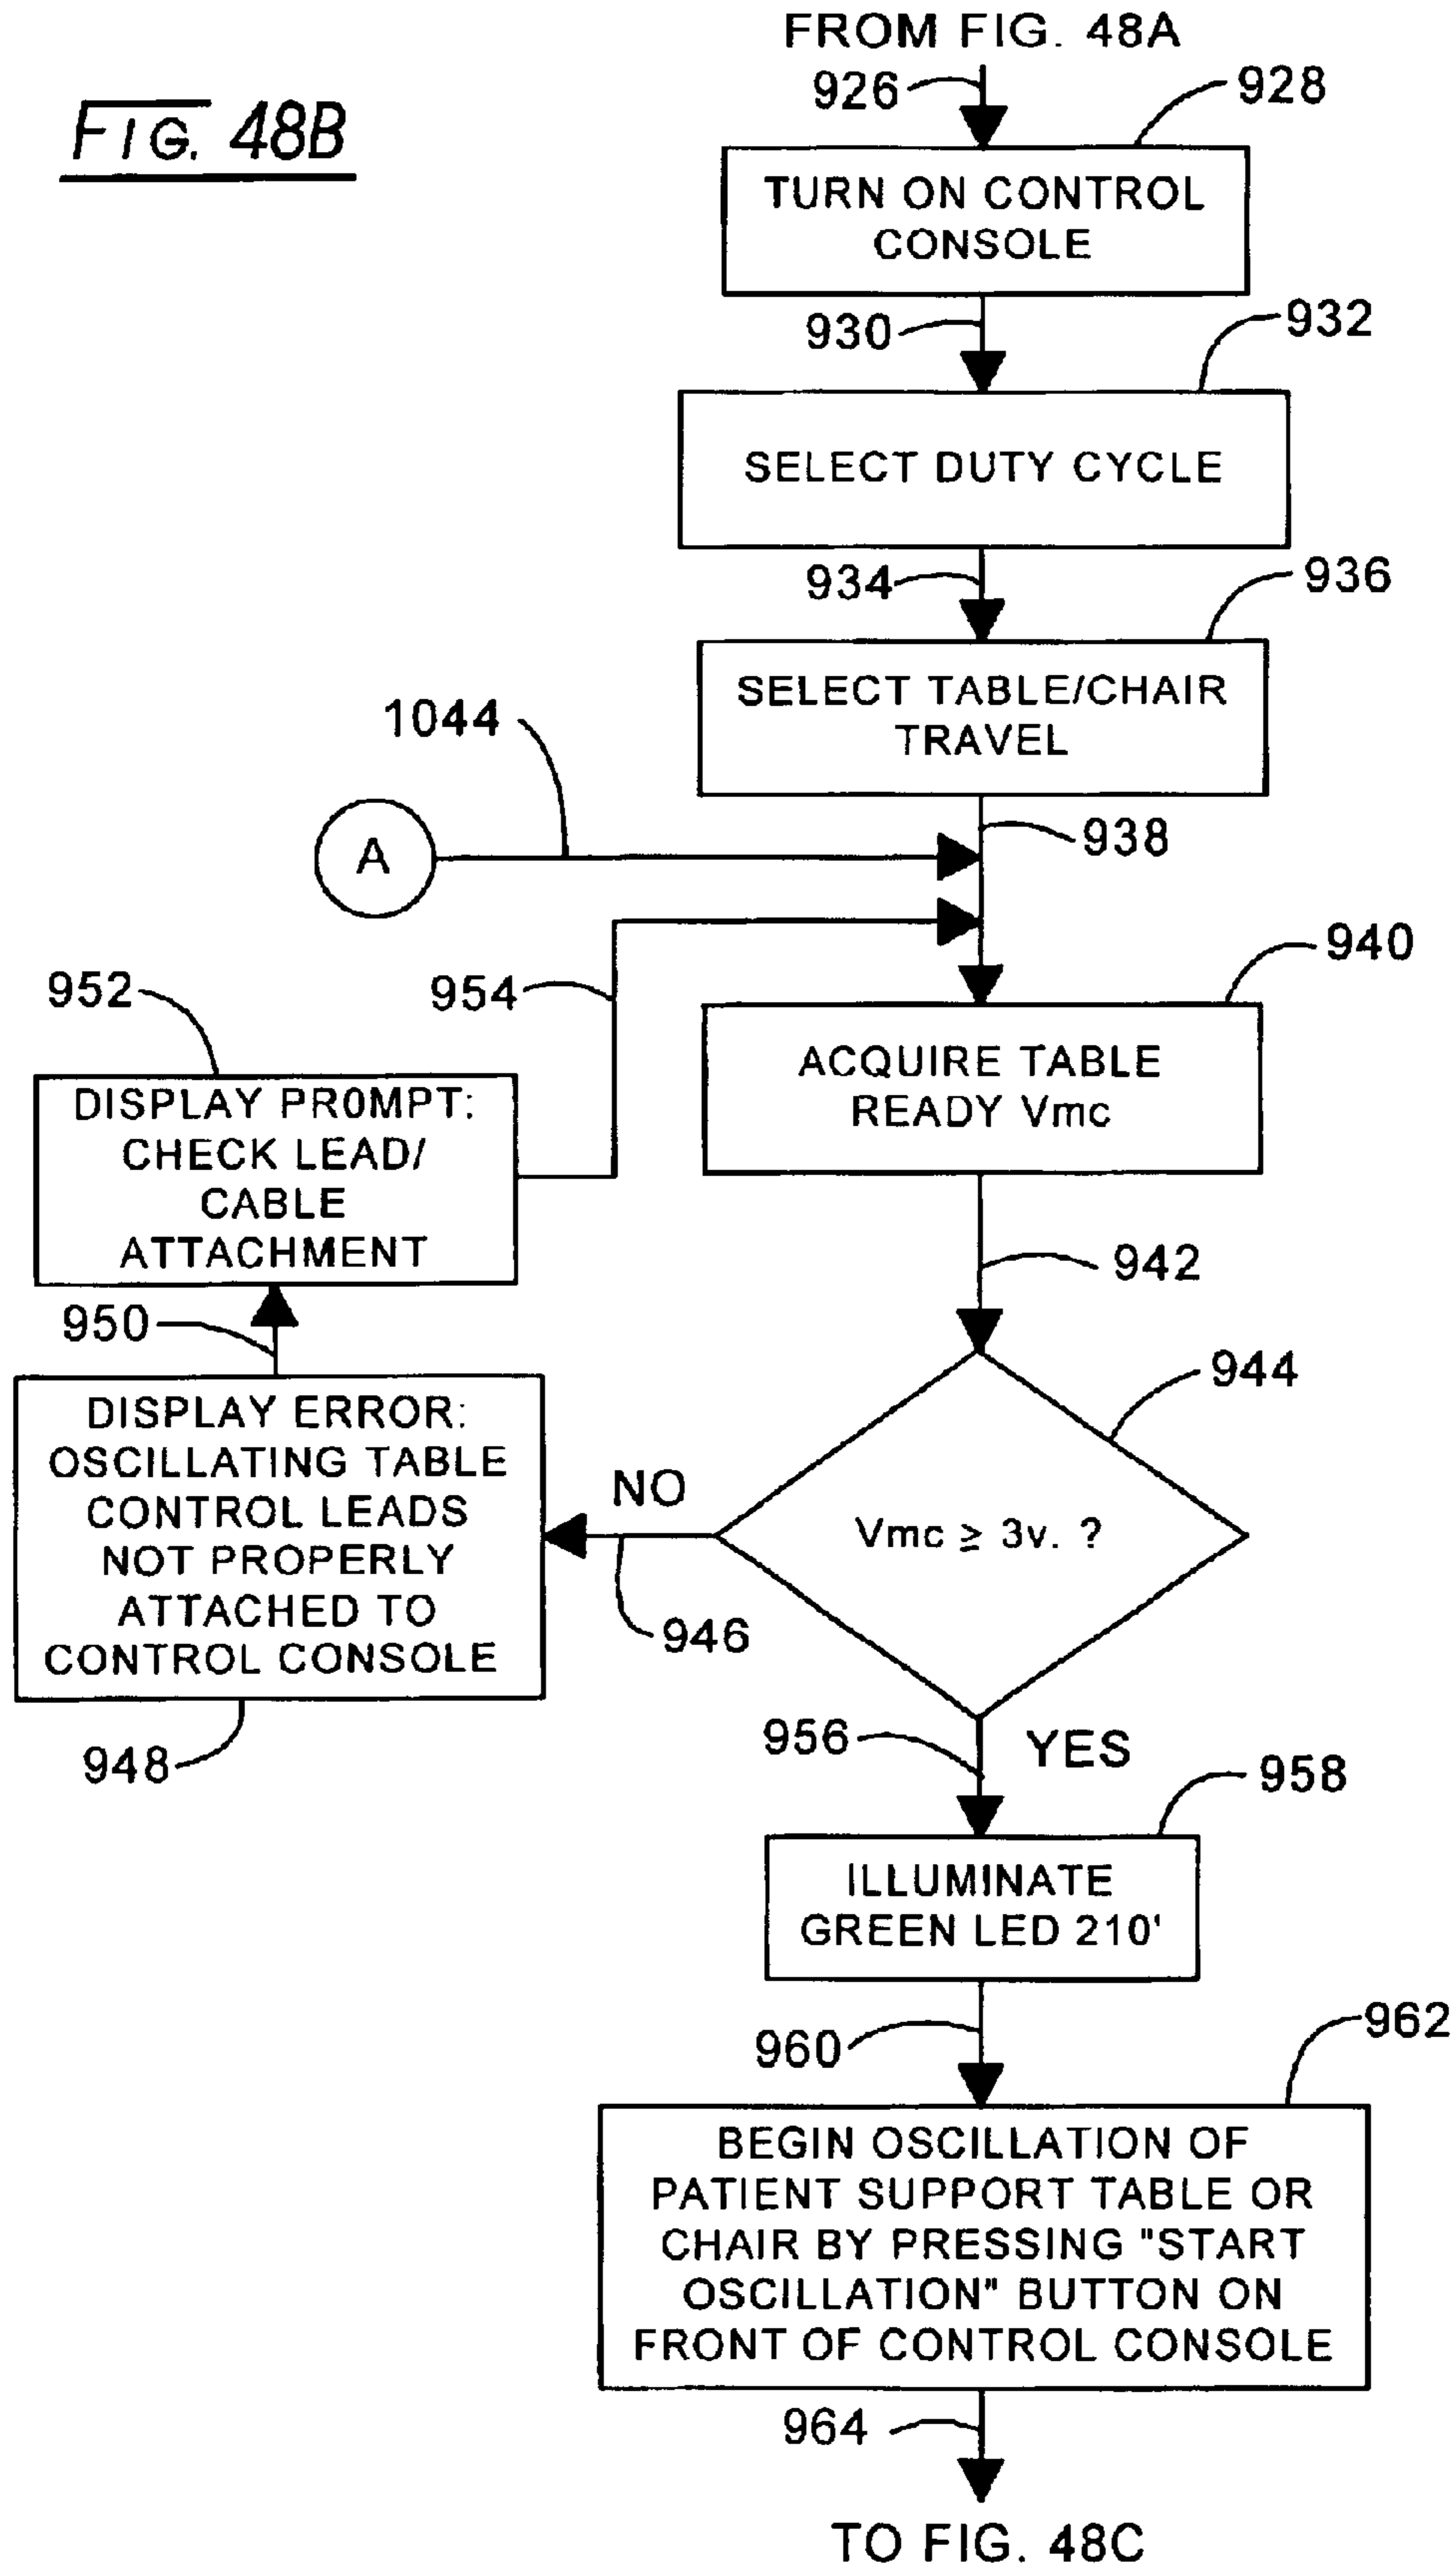 FROM FIG. 48A
FIG. 48B
926
928
TURN ON CONTROL
CONSOLE
930
932
SELECT DUTY CYCLE
934
936
SELECT TABLE/CHAIR
TRAVEL
1044
A
938
940
952
954
ACQUIRE TABLE
READY Vmc
DISPLAY PROMPT:
CHECK LEAD/
CABLE
ATTACHMENT
942
950
944
DISPLAY ERROR:
OSCILLATING TABLE
CONTROL LEADS
NOT PROPERLY
ATTACHED TO
CONTROL CONSOLE
NO
Vmc ≥ 3v. ?
946
948
956
YES
958
ILLUMINATE
GREEN LED 210'
960
962
BEGIN OSCILLATION OF
PATIENT SUPPORT TABLE OR
CHAIR BY PRESSING "START
OSCILLATION" BUTTON ON
FRONT OF CONTROL CONSOLE
964
TO FIG. 48C